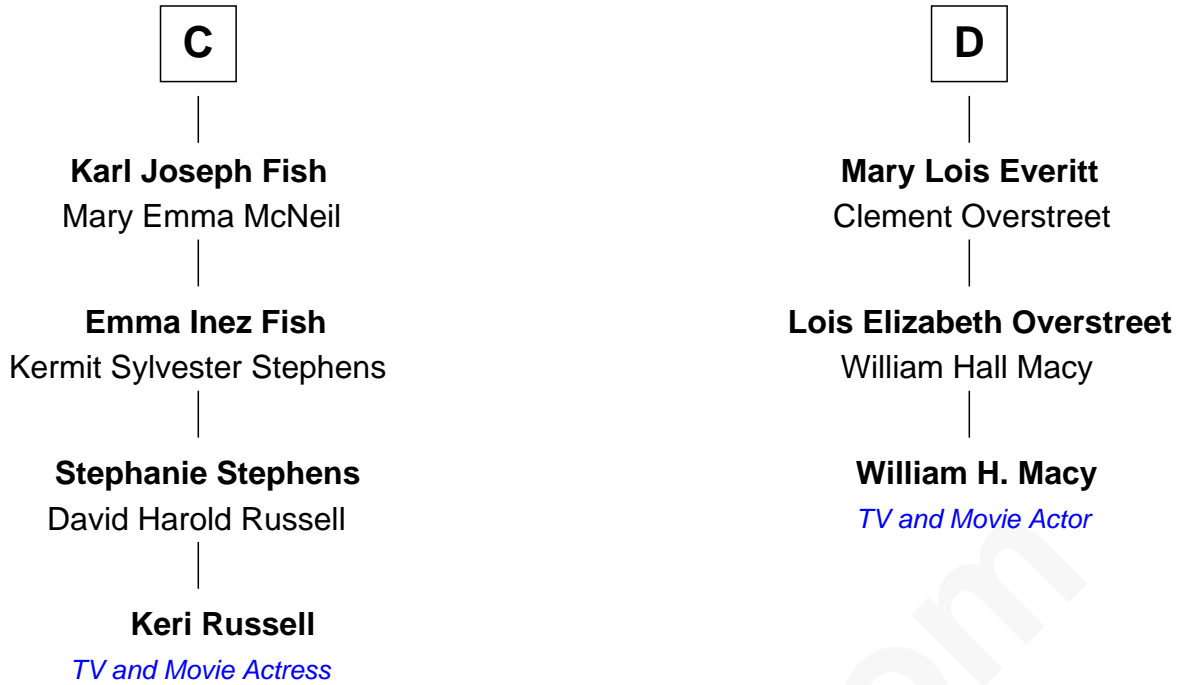 C
Karl Joseph Fish
Mary Emma McNeil
Emma Inez Fish
Kermit Sylvester Stephens
Stephanie Stephens
David Harold Russell
Keri Russell
TV and Movie Actress
D
Mary Lois Everitt
Clement Overstreet
Lois Elizabeth Overstreet
William Hall Macy
William H. Macy
TV and Movie Actor
om